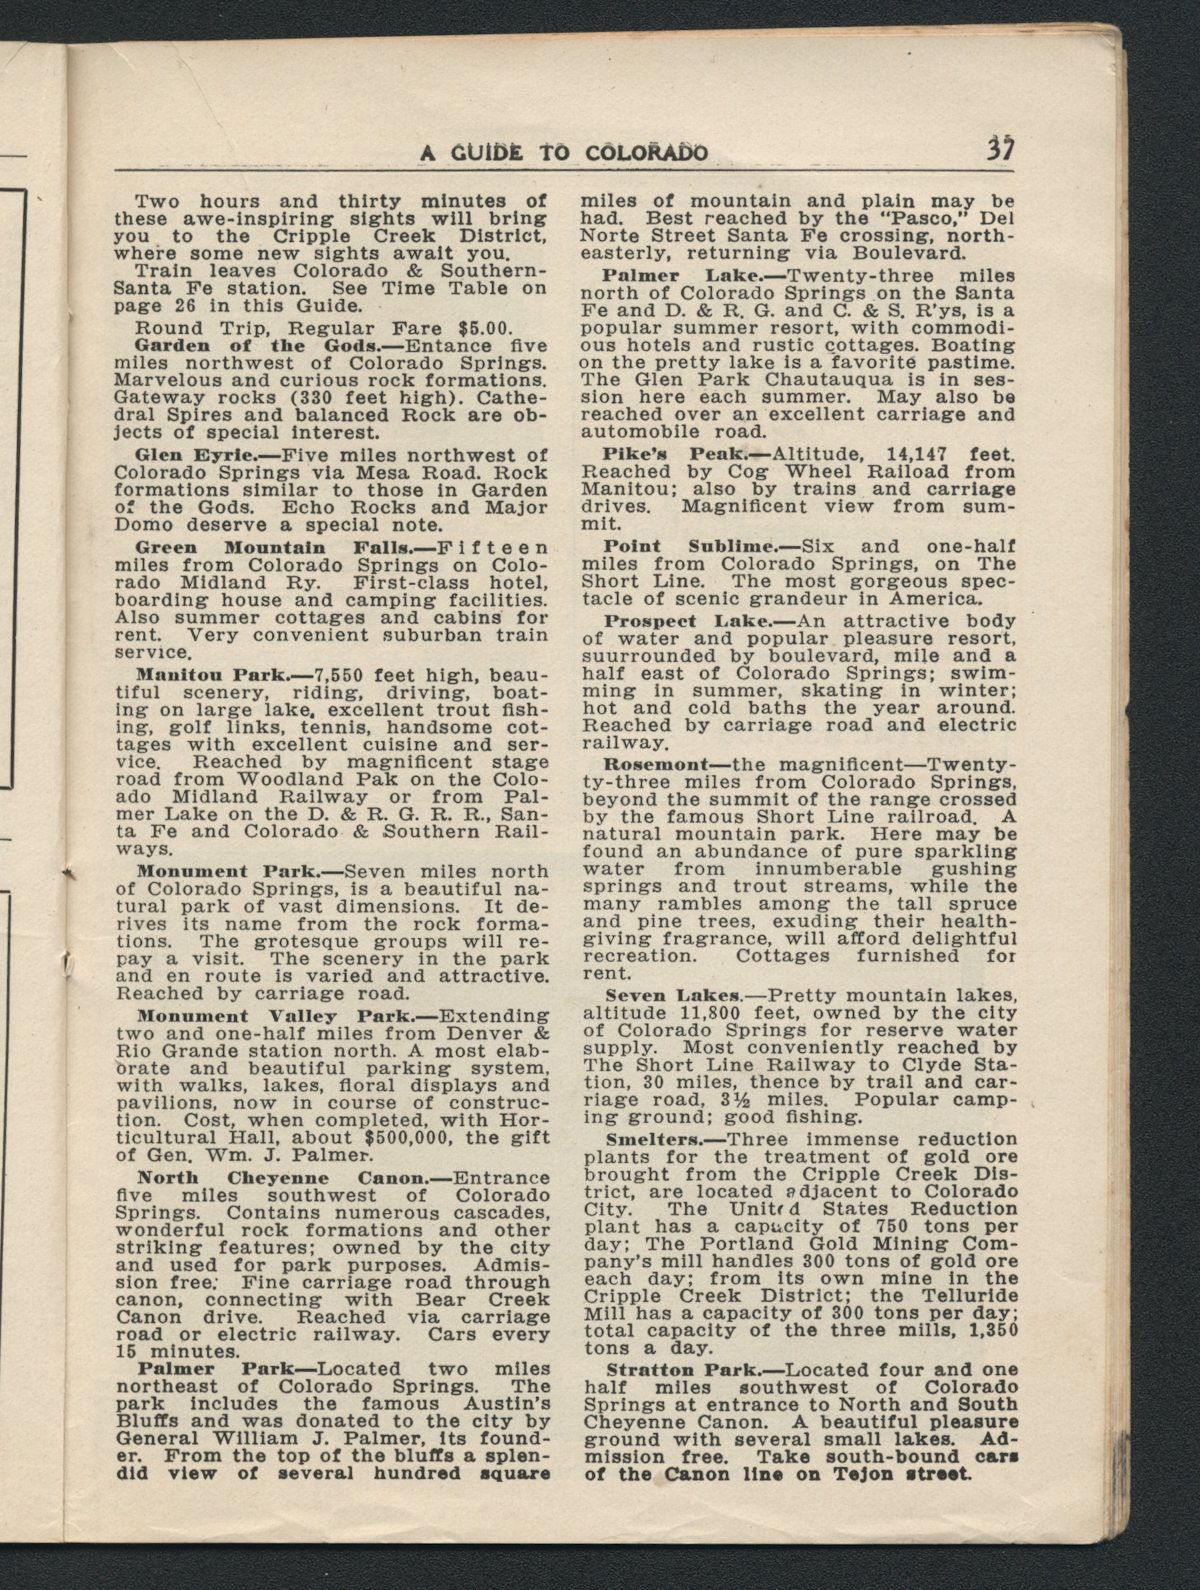 A GUIDE TO COLORADO
37
Two hours and thirty minutes of
these awe-inspiring sights will bring
you to the Cripple Creek District,
where some new sights await you.
Train leaves Colorado & Southern-
Santa Fe station. See Time Table on
page 26 in this Guide.
Round Trip, Regular Fare $5.00.
Garden of the Gods.—Entance five
miles northwest of Colorado Springs.
Marvelous and curious rock formations.
Gateway rocks (330 feet high). Cathe-
dral Spires and balanced Rock are ob-
jects of special interest.
Glen Eyrie.—Five miles northwest of
Colorado Springs via Mesa Road. Rock
formations similar to those in Garden
of the Gods. Echo Rocks and Major
Domo deserve a special note.
Green Mountain Falls.—Fifteen
miles from Colorado Springs on Colo-
rado Midland Ry. First-class hotel,
boarding house and camping facilities.
Also summer cottages and cabins for
rent. Very convenient suburban train
service.
Manitou Park.—7,550 feet high, beau-
tiful scenery, riding, driving, boat-
ing on large lake, excellent trout fish-
ing, golf links, tennis, handsome cot-
tages with excellent cuisine and ser-
vice. Reached by magnificent stage
road from Woodland Pak on the Colo-
ado Midland Railway or from Pal-
mer Lake on the D. & R. G. R. R., San-
ta Fe and Colorado & Southern Rail-
ways.
Monument Park.—Seven miles north
of Colorado Springs, is a beautiful na-
tural park of vast dimensions. It de-
rives its name from the rock forma-
tions. The grotesque groups will re-
pay a visit. The scenery in the park
and en route is varied and attractive.
Reached by carriage road.
Monument Valley Park.—Extending
two and one-half miles from Denver &
Rio Grande station north. A most elab-
orate and beautiful parking system,
with walks, lakes, floral displays and
pavilions, now in course of construc-
tion. Cost, when completed, with Hor-
ticultural Hall, about $500,000, the gift
of Gen. Wm. J. Palmer.
North Cheyenne Canon.—Entrance
five miles southwest of Colorado
Springs. Contains numerous cascades,
wonderful rock formations and other
striking features; owned by the city
and used for park purposes. Admis-
sion free; Fine carriage road through
canon, connecting with Bear Creek
Canon drive. Reached via carriage
road or electric railway. Cars every
15 minutes.
Palmer Park—Located two miles
northeast of Colorado Springs. The
park includes the famous Austin's
Bluffs and was donated to the city by
General William J. Palmer, its found-
er. From the top of the bluffs a splen-
did view of several hundred square
miles of mountain and plain may be
had. Best reached by the "Pasco," Del
Norte Street Santa Fe crossing, north-
easterly, returning via Boulevard.
Palmer Lake.—Twenty-three miles
north of Colorado Springs on the Santa
Fe and D. & R. G. and C. & S. R'ys, is a
popular summer resort, with commodi-
ous hotels and rustic cottages. Boating
on the pretty lake is a favorite pastime.
The Glen Park Chautauqua is in ses-
sion here each summer. May also be
reached over an excellent carriage and
automobile road.
Pike's Peak.—Altitude, 14,147 feet.
Reached by Cog Wheel Raiload from
Manitou; also by trains and carriage
drives. Magnificent view from sum-
mit.
Point Sublime.—Six and one-half
miles from Colorado Springs, on The
Short Line. The most gorgeous spec-
tacle of scenic grandeur in America.
Prospect Lake.—An attractive body
of water and popular pleasure resort,
suurrounded by boulevard, mile and a
half east of Colorado Springs; swim-
ming in summer, skating in winter;
hot and cold baths the year around.
Reached by carriage road and electric
railway.
Rosemont—the magnificent—Twenty-
ty-three miles from Colorado Springs,
beyond the summit of the range crossed
by the famous Short Line railroad. A
natural mountain park. Here may be
found an abundance of pure sparkling
water from innumberable gushing
springs and trout streams, while the
many rambles among the tall spruce
and pine trees, exuding their health-
giving fragrance, will afford delightful
recreation. Cottages furnished for
rent.
Seven Lakes.—Pretty mountain lakes,
altitude 11,800 feet, owned by the city
of Colorado Springs for reserve water
supply. Most conveniently reached by
The Short Line Railway to Clyde Sta-
tion, 30 miles, thence by trail and car-
riage road, 3½ miles. Popular camp-
ing ground; good fishing.
Smelters.—Three immense reduction
plants for the treatment of gold ore
brought from the Cripple Creek Dis-
trict, are located adjacent to Colorado
City. The United States Reduction
plant has a capacity of 750 tons per
day; The Portland Gold Mining Com-
pany's mill handles 300 tons of gold ore
each day; from its own mine in the
Cripple Creek District; the Telluride
Mill has a capacity of 300 tons per day;
total capacity of the three mills, 1,350
tons a day.
Stratton Park.—Located four and one
half miles southwest of Colorado
Springs at entrance to North and South
Cheyenne Canon. A beautiful pleasure
ground with several small lakes. Ad-
mission free. Take south-bound cars
of the Canon line on Tejon street.